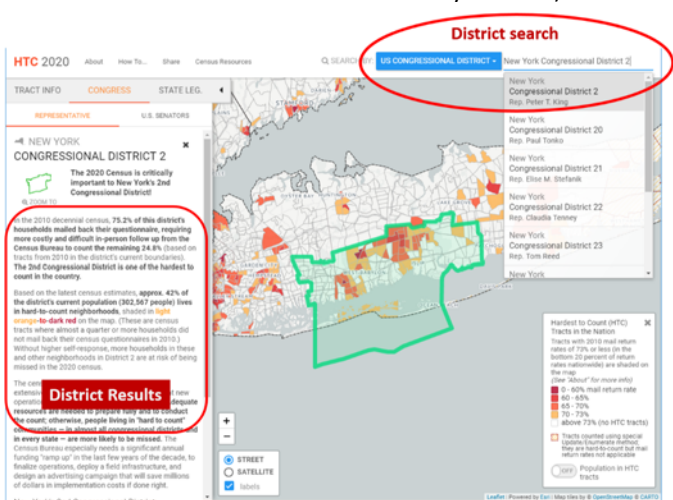 District search
HTC 2020 About How To... Share Census Resources
SEARCH BY: US CONGRESSIONAL DISTRICT New York Congressional District 2
New York
Congressional District 2
Rep. Peter T. King
New York
Congressional District 20
Rep. Paul Tonko
New York
Congressional District 21
Rep. Elise M. Stefanik
New York
Congressional District 22
Rep. Claudia Tenney
New York
Congressional District 23
Rep. Tom Reed
New York
TRACT INFO CONGRESS STATE LEG.
REPRESENTATIVE U.S. SENATORS
NEW YORK
CONGRESSIONAL DISTRICT 2
The 2020 Census is critically
important to New York's 2nd
Congressional District!
ZOOM TO
In the 2010 decennial census, 75.2% of this district's
households mailed back their questionnaire, requiring
more costly and difficult in-person follow up from the
Census Bureau to count the remaining 24.8% (based on
tracts from 2010 in the district's current boundaries).
The 2nd Congressional District is one of the hardest to
count in the country.
Based on the latest census estimates, approx. 42% of
the district's current population (302,567 people) lives
in hard-to-count neighborhoods, shaded in light
orange-to-dark red on the map. (These are census
tracts where almost a quarter or more households did
not mail back their census questionnaires in 2010.)
Without higher self-response, more households in these
and other neighborhoods in District 2 are at risk of being
missed in the 2020 census.
The
District Results
resources are needed to prepare fully and to conduct
the count; otherwise, people living in "hard to count"
communities — in almost all congressional districts and
in every state — are more likely to be missed. The
Census Bureau especially needs a significant annual
funding "ramp up" in the last few years of the decade, to
finalize operations, deploy a field infrastructure, and
design an advertising campaign that will save millions
of dollars in implementation costs if done right.
STAMFORD
OYSTER BAY
+
−
STREET
SATELLITE
labels
Hardest to Count (HTC)
Tracts in the Nation
Tracts with 2010 mail return
rates of 73% or less (in the
bottom 20 percent of return
rates nationwide) are shaded on
the map
(See "About" for more info)
0 - 60% mail return rate
60 - 65%
65 - 70%
70 - 73%
above 73% (no HTC tracts)
Tracts counted using special
Update/Enumerate method;
they are hard-to-count but mail
return rates not applicable
OFF Population in HTC
tracts
Leaflet | Powered by Esri | Map tiles by © OpenStreetMap © CARTO